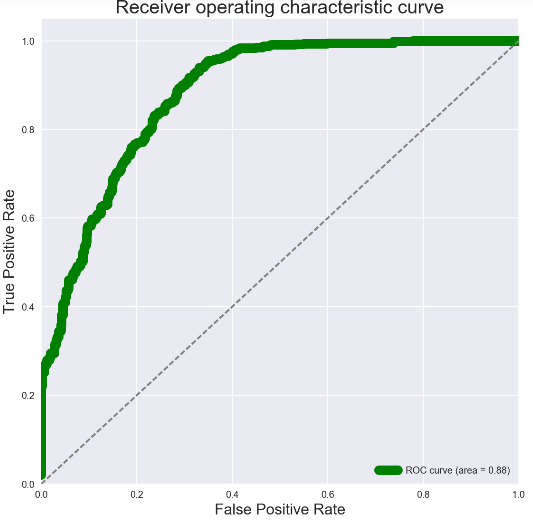 Receiver operating characteristic curve
1.0
0.8
0.6
0.4
0.2
0.0
True Positive Rate
ROC curve (area = 0.88)
0.0 0.2 0.4 0.6 0.8 1.0
False Positive Rate